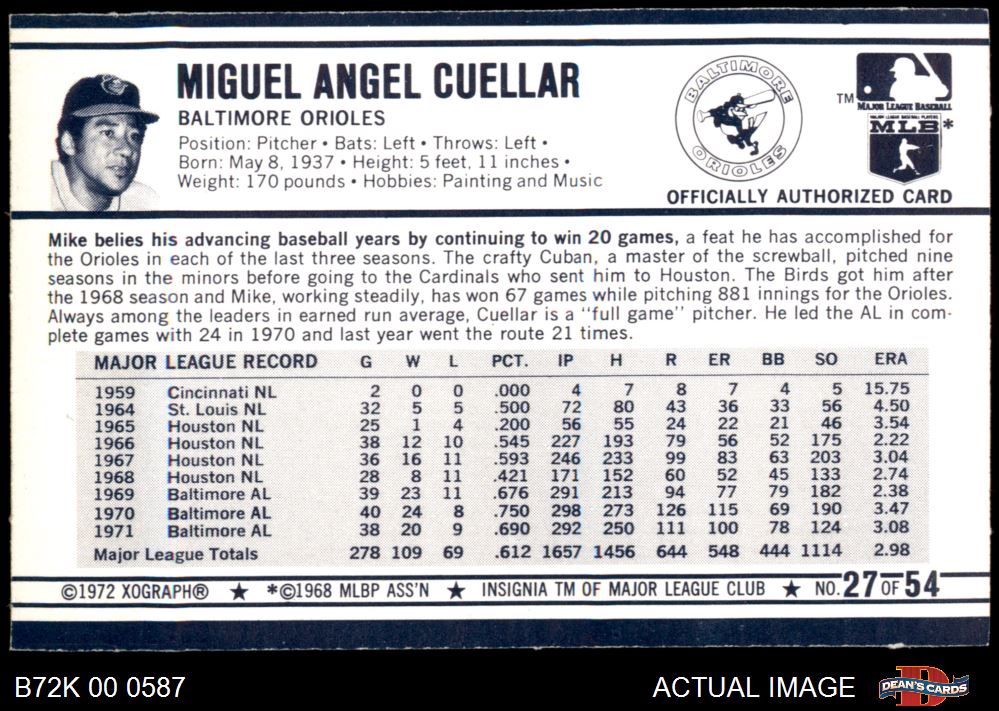 MIGUEL ANGEL CUELLAR
BALTIMORE ORIOLES
Position: Pitcher • Bats: Left • Throws: Left •
Born: May 8, 1937 • Height: 5 feet, 11 inches •
Weight: 170 pounds • Hobbies: Painting and Music
BALTIMORE
ORIOLES
TM
MAJOR LEAGUE BASEBALL
MAJOR LEAGUE BASEBALL PLAYERS
MLB*
OFFICIALLY AUTHORIZED CARD
Mike belies his advancing baseball years by continuing to win 20 games, a feat he has accomplished for
the Orioles in each of the last three seasons. The crafty Cuban, a master of the screwball, pitched nine
seasons in the minors before going to the Cardinals who sent him to Houston. The Birds got him after
the 1968 season and Mike, working steadily, has won 67 games while pitching 881 innings for the Orioles.
Always among the leaders in earned run average, Cuellar is a "full game" pitcher. He led the AL in com-
plete games with 24 in 1970 and last year went the route 21 times.
MAJOR LEAGUE RECORD G W L PCT. IP H R ER BB SO ERA
1959 Cincinnati NL 2 0 0 .000 4 7 8 7 4 5 15.75
1964 St. Louis NL 32 5 5 .500 72 80 43 36 33 56 4.50
1965 Houston NL 25 1 4 .200 56 55 24 22 21 46 3.54
1966 Houston NL 38 12 10 .545 227 193 79 56 52 175 2.22
1967 Houston NL 36 16 11 .593 246 233 99 83 63 203 3.04
1968 Houston NL 28 8 11 .421 171 152 60 52 45 133 2.74
1969 Baltimore AL 39 23 11 .676 291 213 94 77 79 182 2.38
1970 Baltimore AL 40 24 8 .750 298 273 126 115 69 190 3.47
1971 Baltimore AL 38 20 9 .690 292 250 111 100 78 124 3.08
Major League Totals 278 109 69 .612 1657 1456 644 548 444 1114 2.98
©1972 XOGRAPH® ★ *©1968 MLBP ASS'N ★ INSIGNIA TM OF MAJOR LEAGUE CLUB ★ NO. 27 OF 54
B72K 00 0587
ACTUAL IMAGE
DEAN'S CARDS